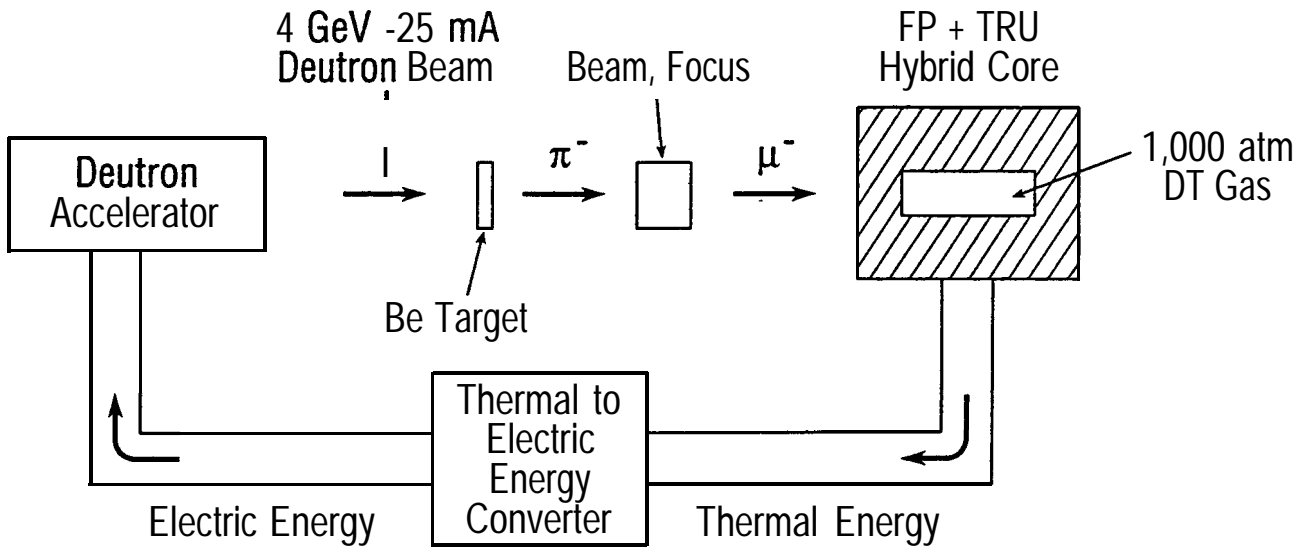 4 GeV -25 mA
Deutron Beam
Beam, Focus
FP + TRU
Hybrid Core
Deutron
Accelerator
π⁻
μ⁻
1,000 atm
DT Gas
Be Target
Thermal to
Electric
Energy
Converter
Electric Energy
Thermal Energy